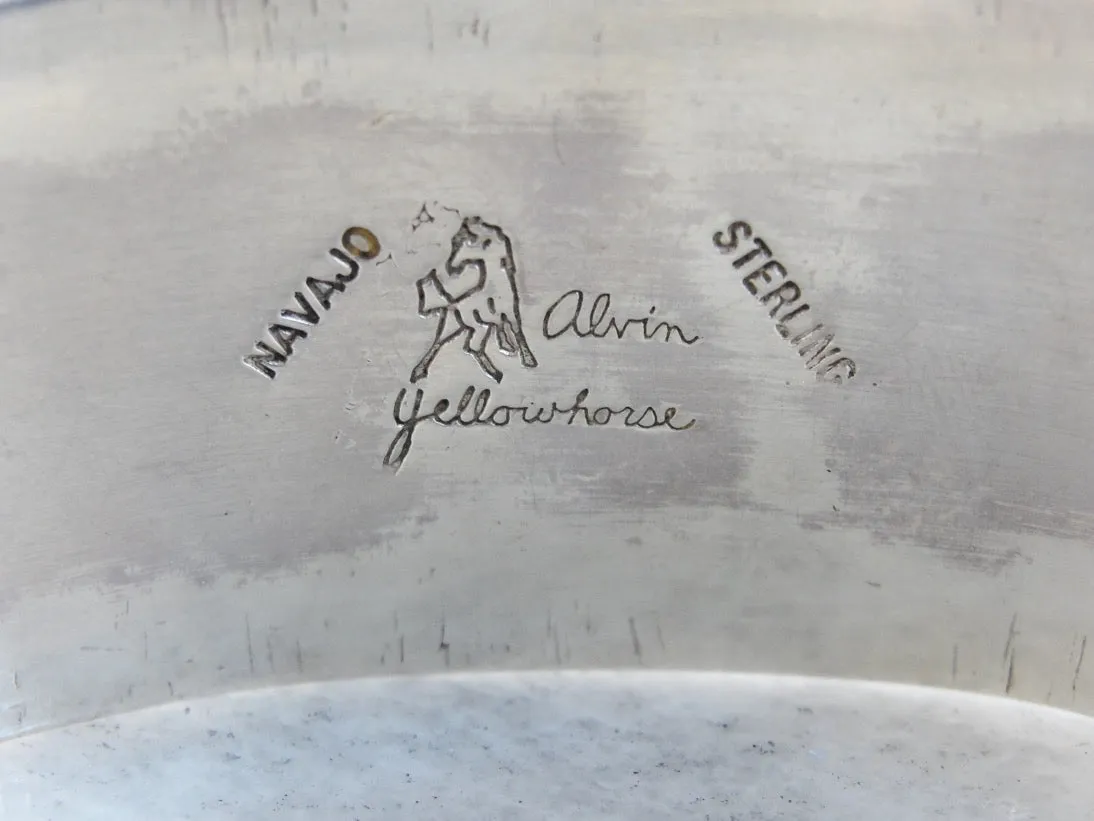 NAVAJO
Alvin
Yellowhorse
STERLING